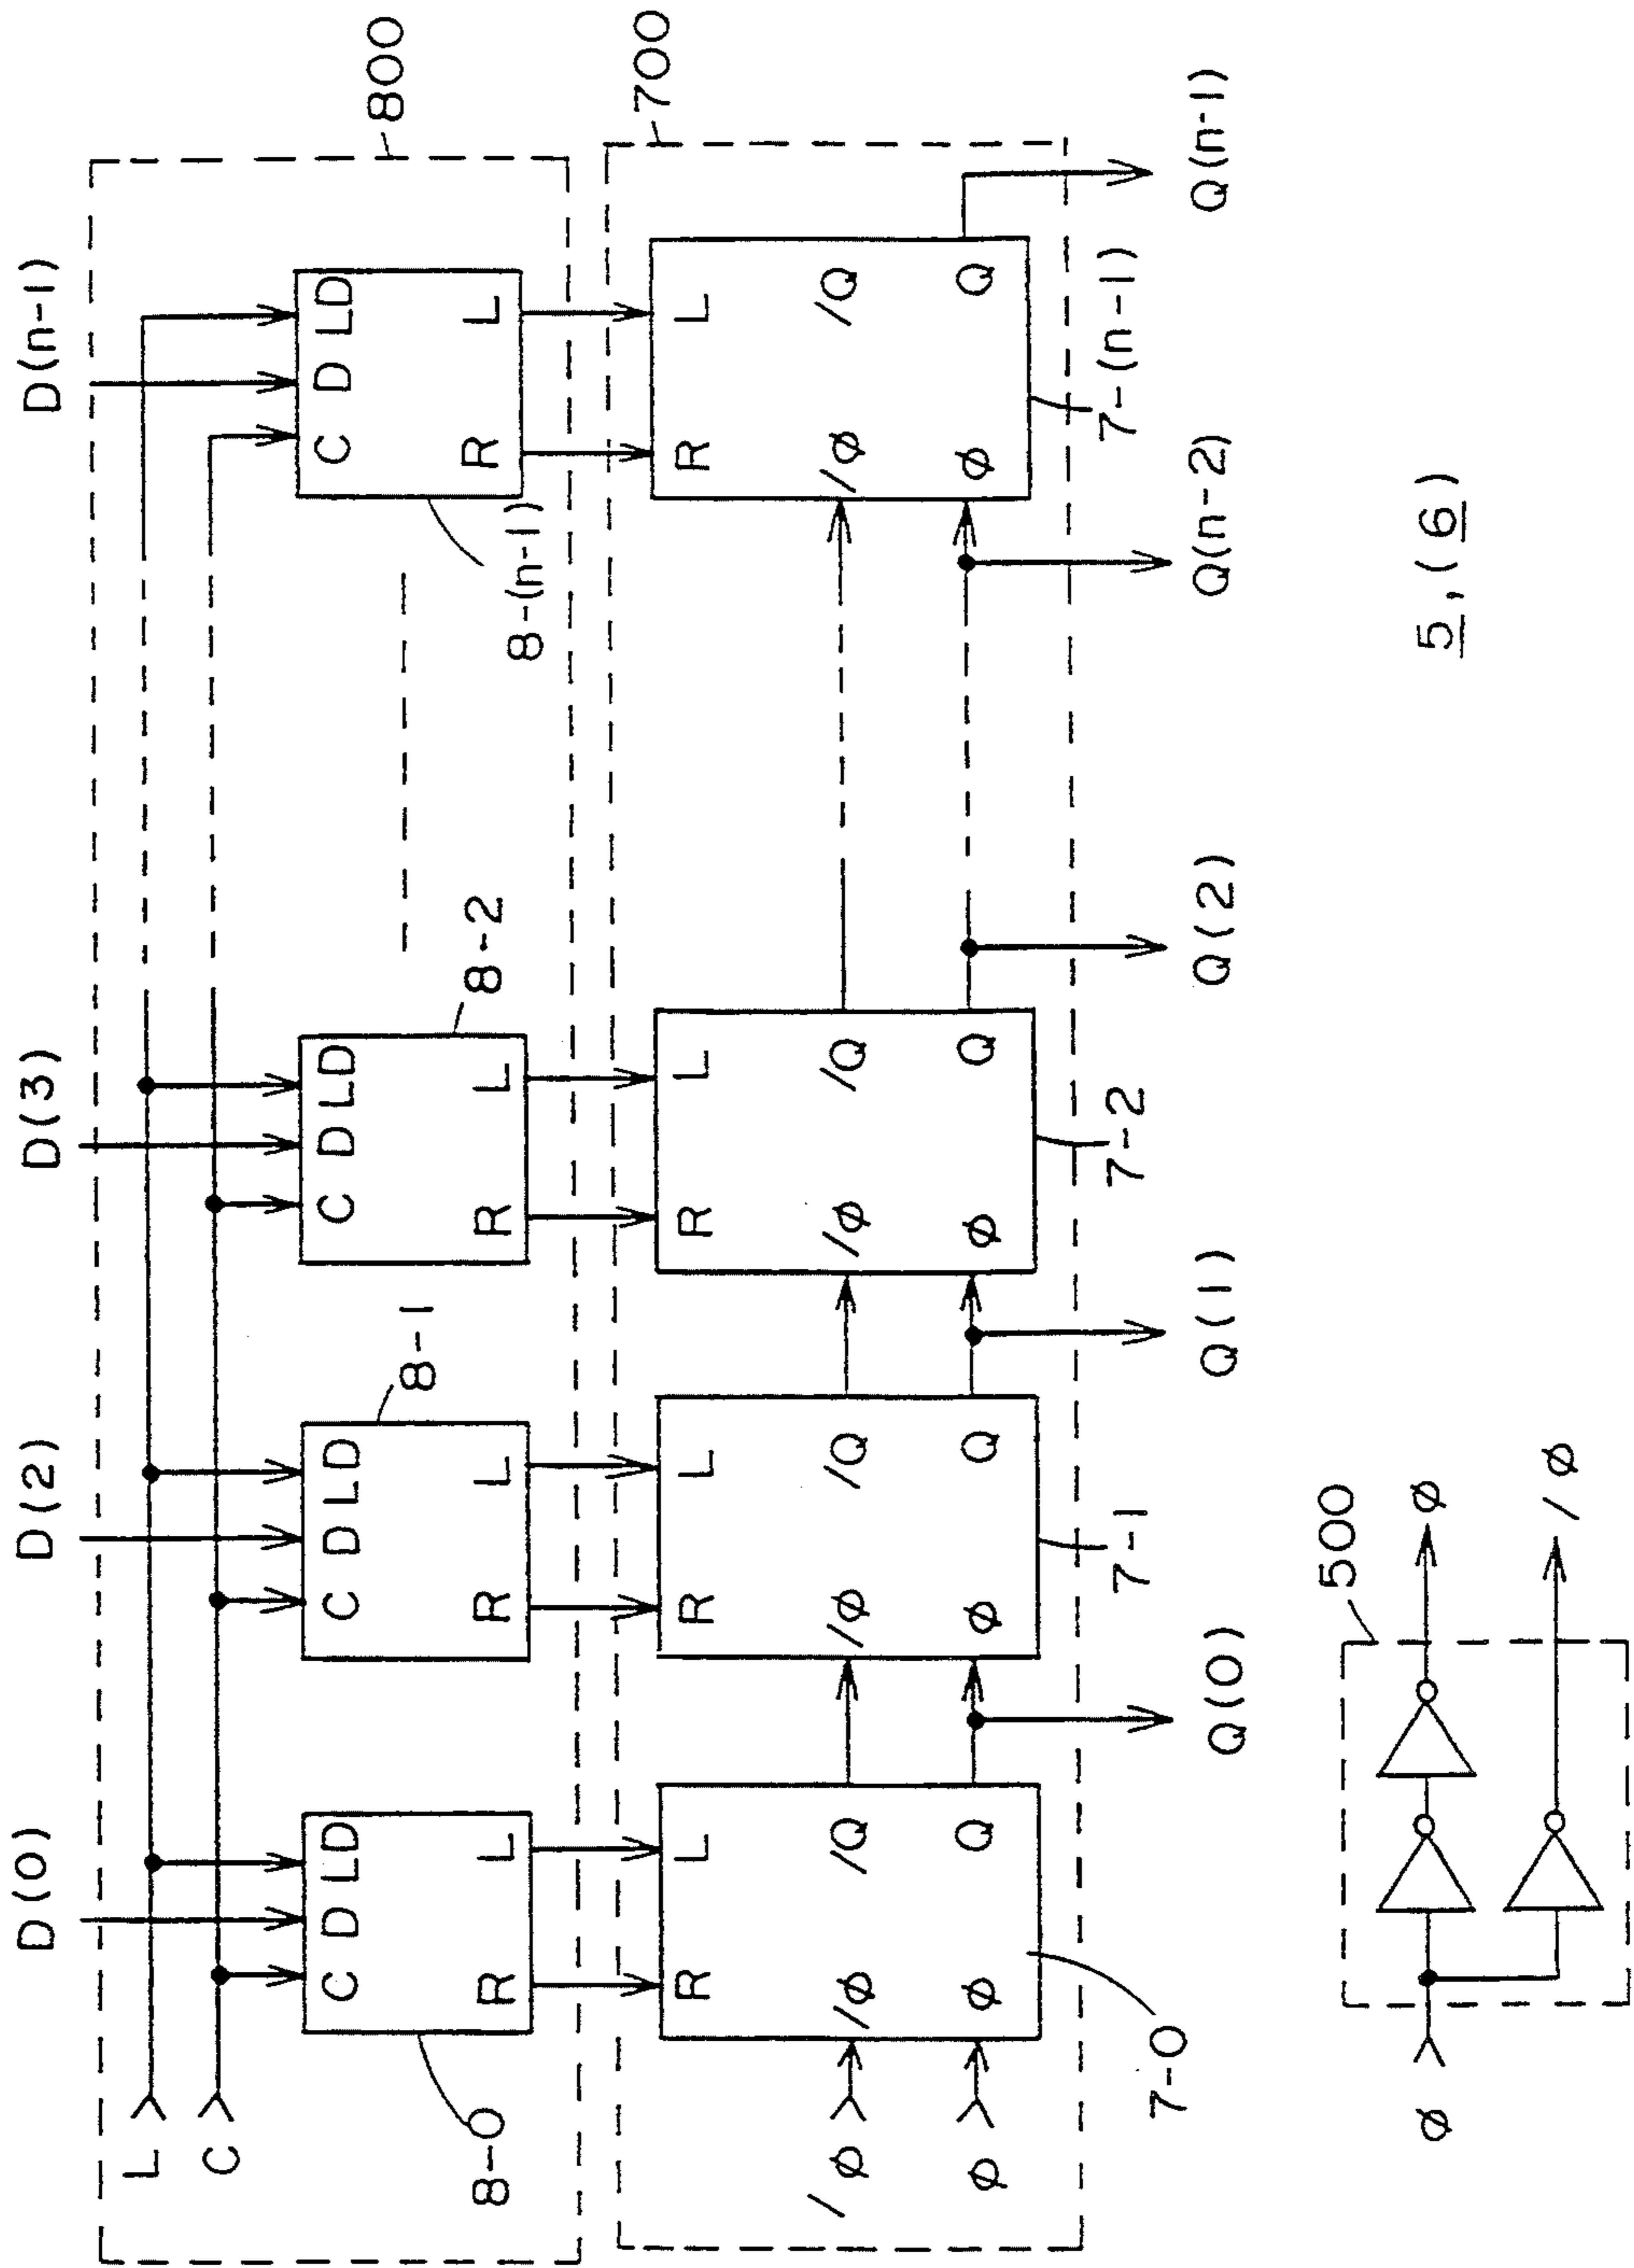 D(0) D(2) D(3) D(n-1)
L
C
800
C D LD C D LD C D LD C D LD
R L R L R L R L
8-0 8-1 8-2 8-(n-1)
700
R L R L R L R L
/ø /ø /Q /ø /Q /ø /Q /ø /Q
ø ø Q ø Q ø Q ø Q
7-0 7-1 7-2 7-(n-1)
Q(0) Q(1) Q(2) Q(n-2) Q(n-1)
500
ø ø
/ø
5,(6)